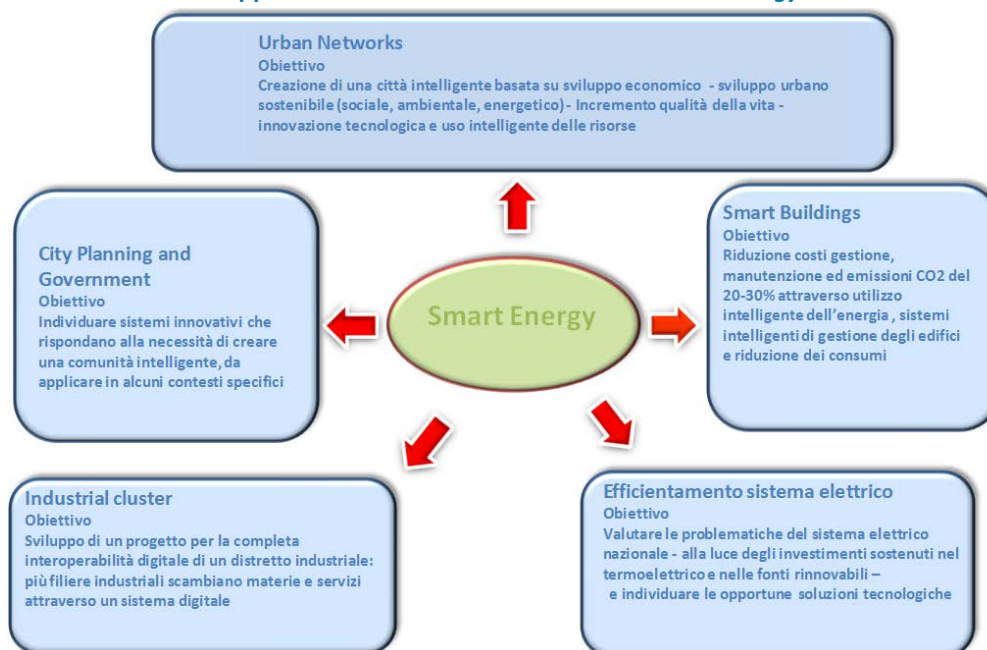 Urban Networks
Obiettivo
Creazione di una città intelligente basata su sviluppo economico - sviluppo urbano
sostenibile (sociale, ambientale, energetico) - Incremento qualità della vita -
innovazione tecnologica e uso intelligente delle risorse
City Planning and
Government
Obiettivo
Individuare sistemi innovativi che
rispondano alla necessità di creare
una comunità intelligente, da
applicare in alcuni contesti specifici
Smart Energy
Smart Buildings
Obiettivo
Riduzione costi gestione,
manutenzione ed emissioni CO2 del
20-30% attraverso utilizzo
intelligente dell'energia , sistemi
intelligenti di gestione degli edifici
e riduzione dei consumi
Industrial cluster
Obiettivo
Sviluppo di un progetto per la completa
interoperabilità digitale di un distretto industriale:
più filiere industriali scambiano materie e servizi
attraverso un sistema digitale
Efficientamento sistema elettrico
Obiettivo
Valutare le problematiche del sistema elettrico
nazionale - alla luce degli investimenti sostenuti nel
termoelettrico e nelle fonti rinnovabili –
e individuare le opportune soluzioni tecnologiche